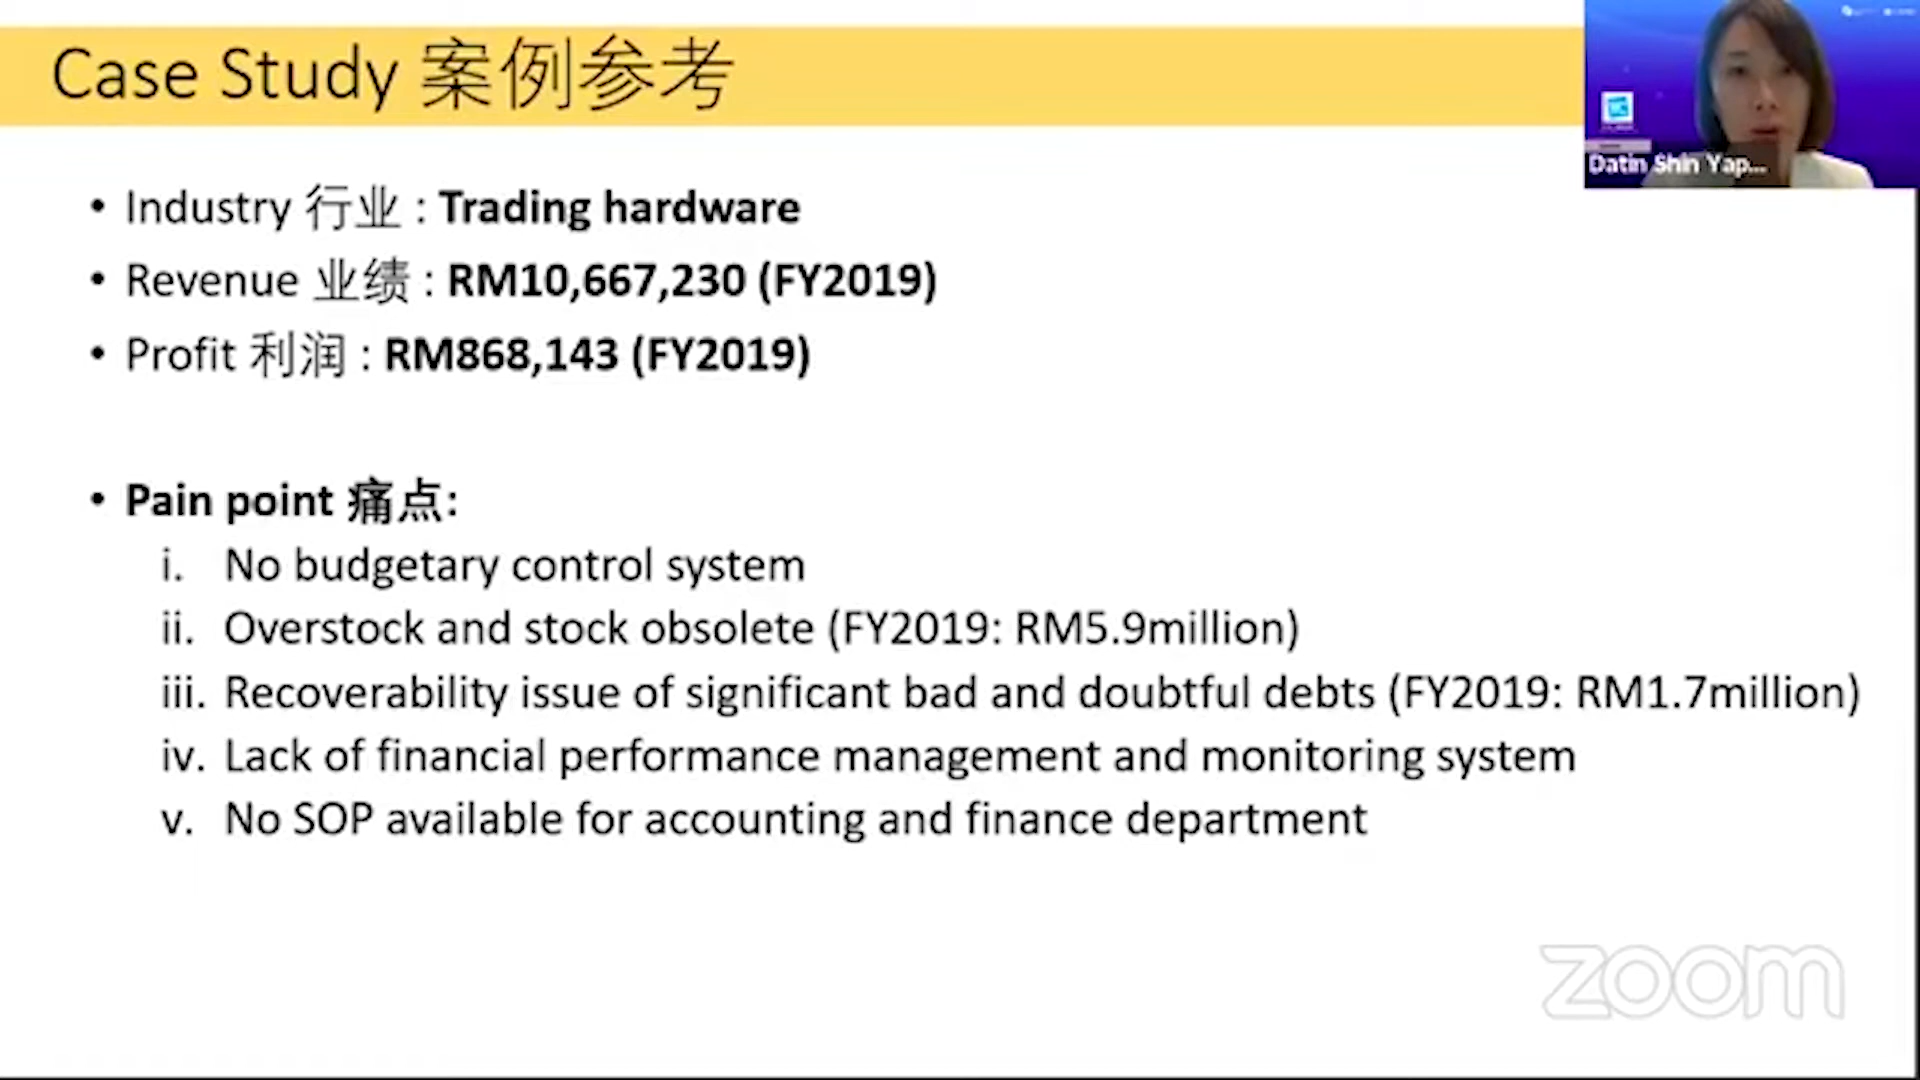 Case Study 案例参考
Datin Shin Yap...
• Industry 行业 : Trading hardware
• Revenue 业绩 : RM10,667,230 (FY2019)
• Profit 利润 : RM868,143 (FY2019)
• Pain point 痛点:
i. No budgetary control system
ii. Overstock and stock obsolete (FY2019: RM5.9million)
iii. Recoverability issue of significant bad and doubtful debts (FY2019: RM1.7million)
iv. Lack of financial performance management and monitoring system
v. No SOP available for accounting and finance department
zoom